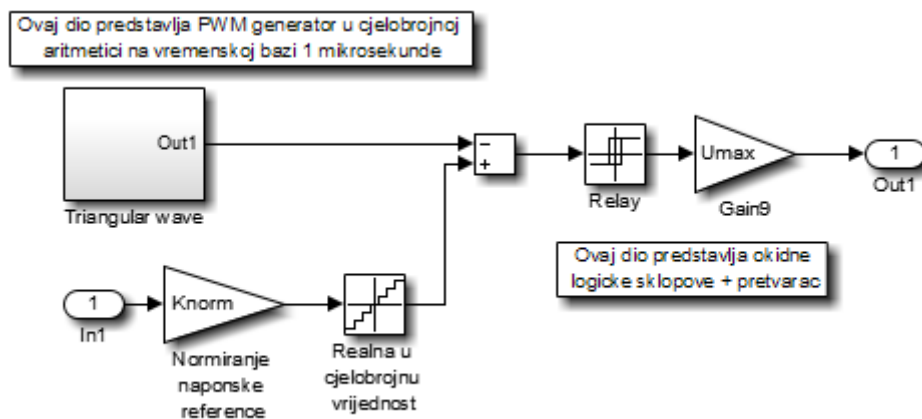 Ovaj dio predstavlja PWM generator u cjelobrojnoj
aritmetici na vremenskoj bazi 1 mikrosekunde
Out1
Triangular wave
−
+
Relay
Umax
Gain9
1
Out1
Ovaj dio predstavlja okidne
logicke sklopove + pretvarac
1
In1
Knorm
Normiranje
naponske
reference
Realna u
cjelobrojnu
vrijednost